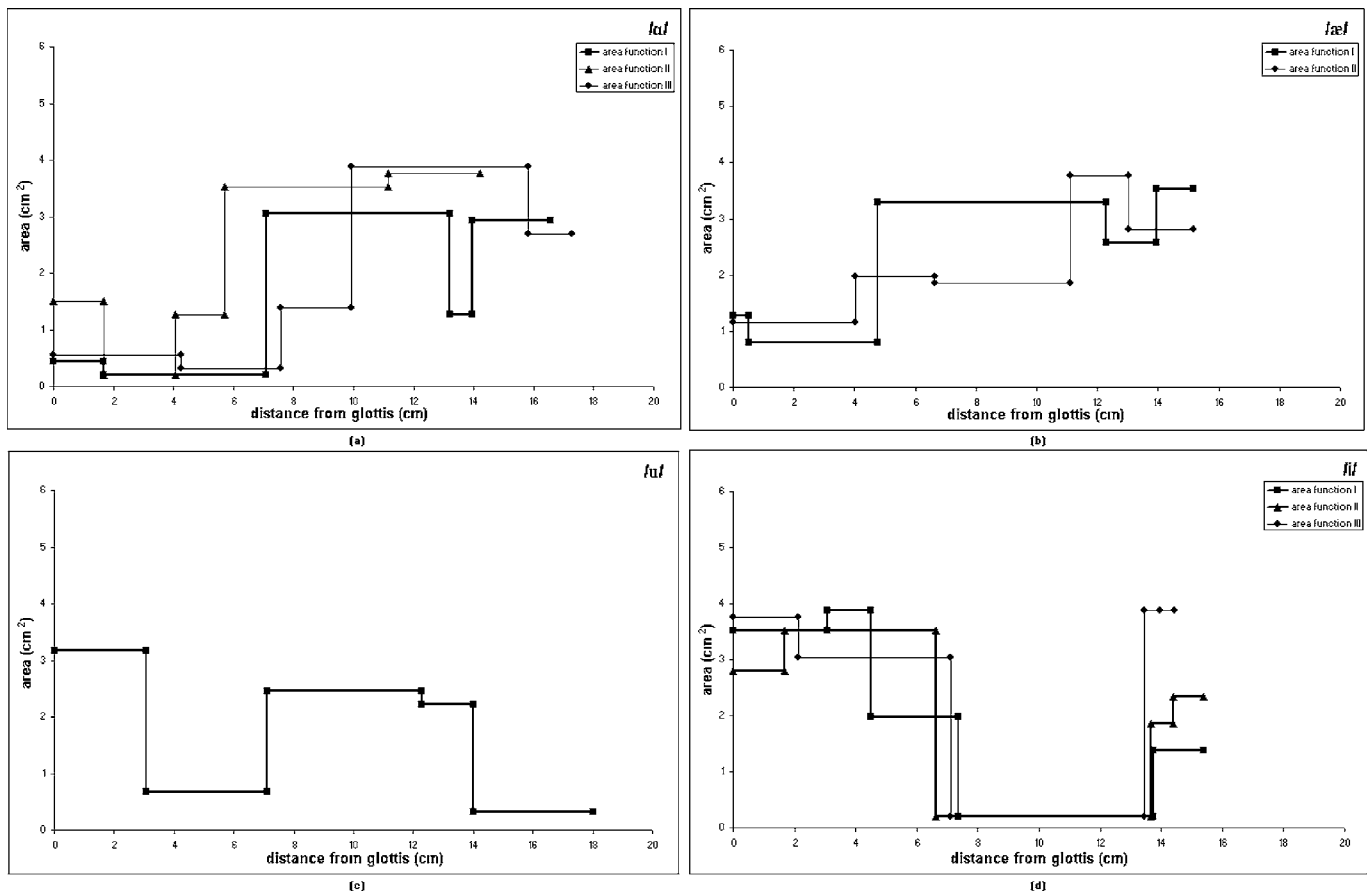 /ɑ/
area function I
area function II
area function III
area (cm²)
6
5
4
3
2
1
0
0 2 4 6 8 10 12 14 16 18 20
distance from glottis (cm)
(a)
/æ/
area function I
area function II
area (cm²)
6
5
4
3
2
1
0
0 2 4 6 8 10 12 14 16 18 20
distance from glottis (cm)
(b)
/u/
area (cm²)
6
5
4
3
2
1
0
0 2 4 6 8 10 12 14 16 18 20
distance from glottis (cm)
(c)
/i/
area function I
area function II
area function III
area (cm²)
6
5
4
3
2
1
0
0 2 4 6 8 10 12 14 16 18 20
distance from glottis (cm)
(d)